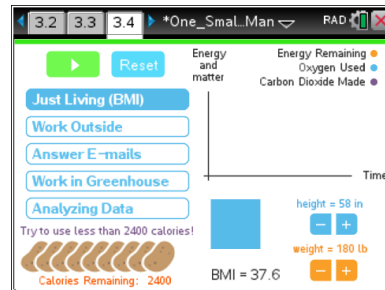 3.2 3.3 3.4 *One_Smal...Man RAD
Reset
Energy and matter
Energy Remaining
Oxygen Used
Carbon Dioxide Made
Just Living (BMI)
Work Outside
Answer E-mails
Work in Greenhouse
Analyzing Data
Time
Try to use less than 2400 calories!
Calories Remaining: 2400
height = 58 in
weight = 180 lb
BMI = 37.6